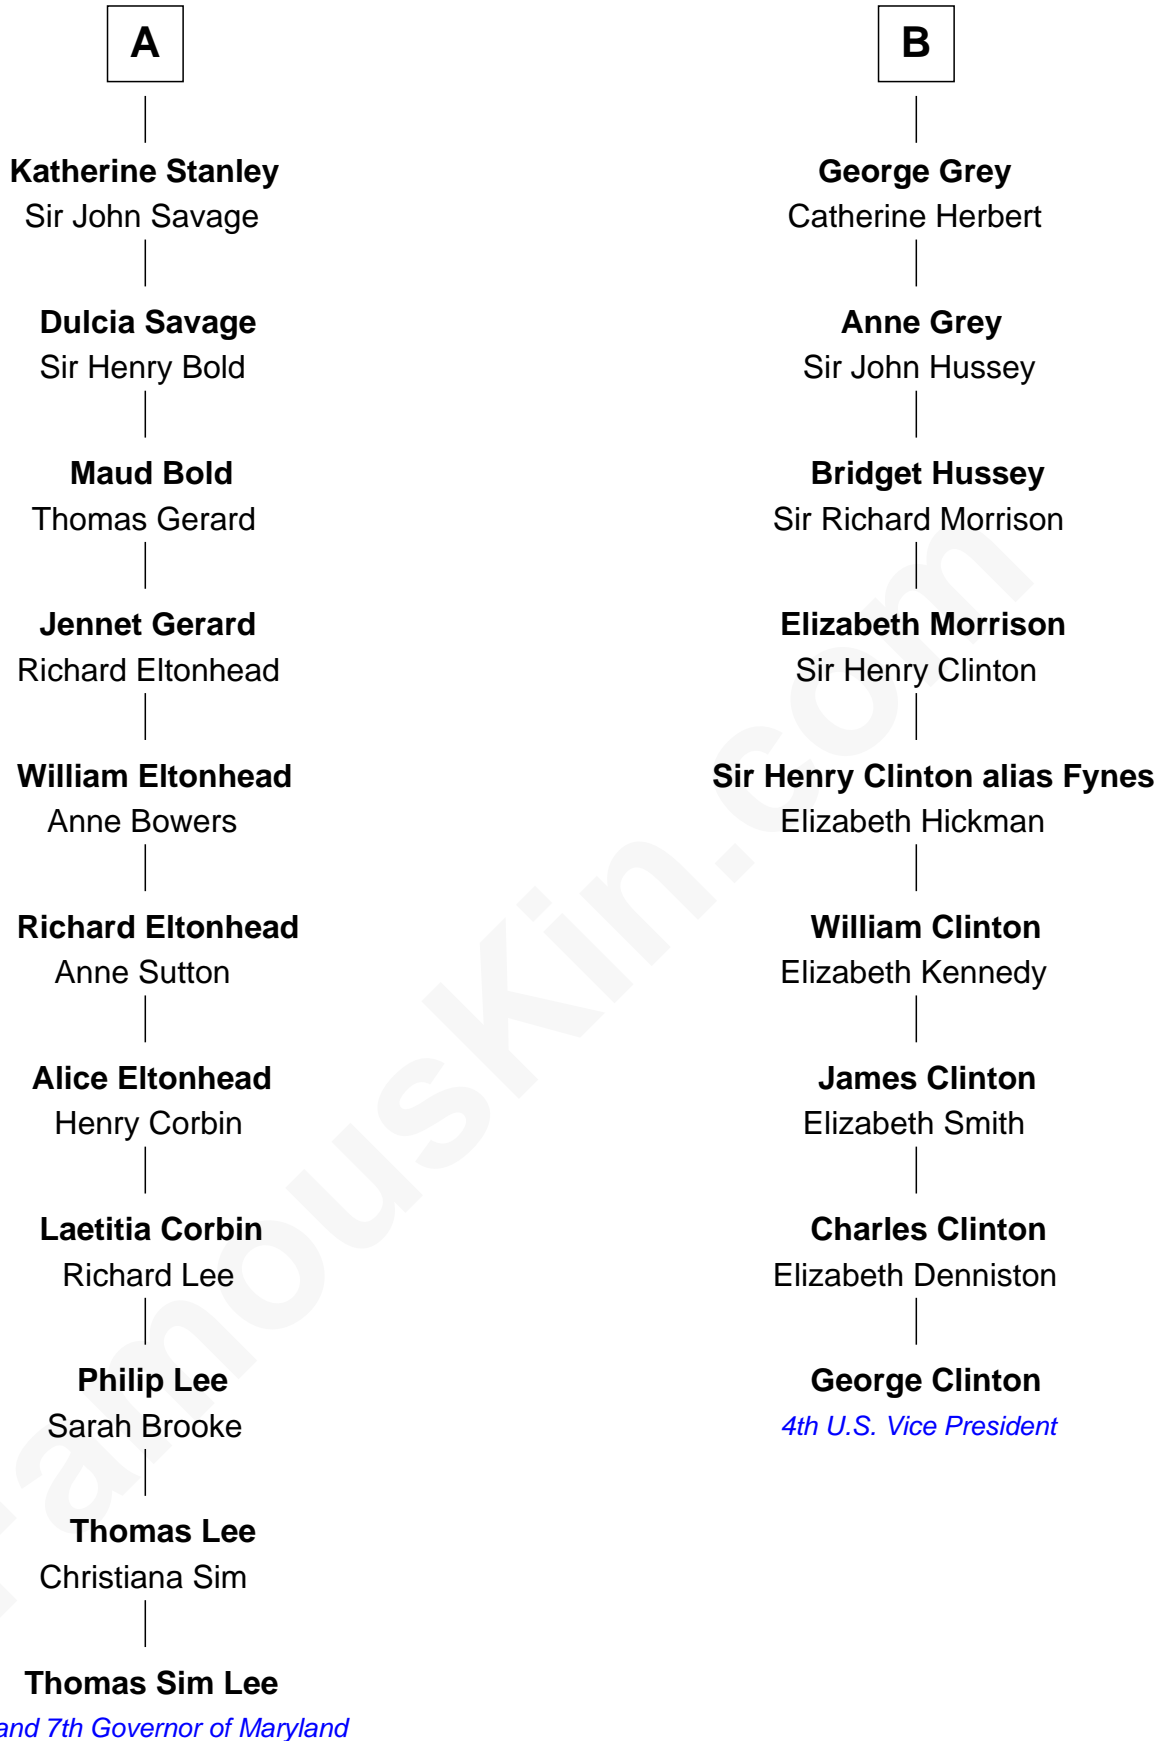 A
Katherine Stanley
Sir John Savage
Dulcia Savage
Sir Henry Bold
Maud Bold
Thomas Gerard
Jennet Gerard
Richard Eltonhead
William Eltonhead
Anne Bowers
Richard Eltonhead
Anne Sutton
Alice Eltonhead
Henry Corbin
Laetitia Corbin
Richard Lee
Philip Lee
Sarah Brooke
Thomas Lee
Christiana Sim
Thomas Sim Lee
and 7th Governor of Maryland
B
George Grey
Catherine Herbert
Anne Grey
Sir John Hussey
Bridget Hussey
Sir Richard Morrison
Elizabeth Morrison
Sir Henry Clinton
Sir Henry Clinton alias Fynes
Elizabeth Hickman
William Clinton
Elizabeth Kennedy
James Clinton
Elizabeth Smith
Charles Clinton
Elizabeth Denniston
George Clinton
4th U.S. Vice President
FamousKin.com